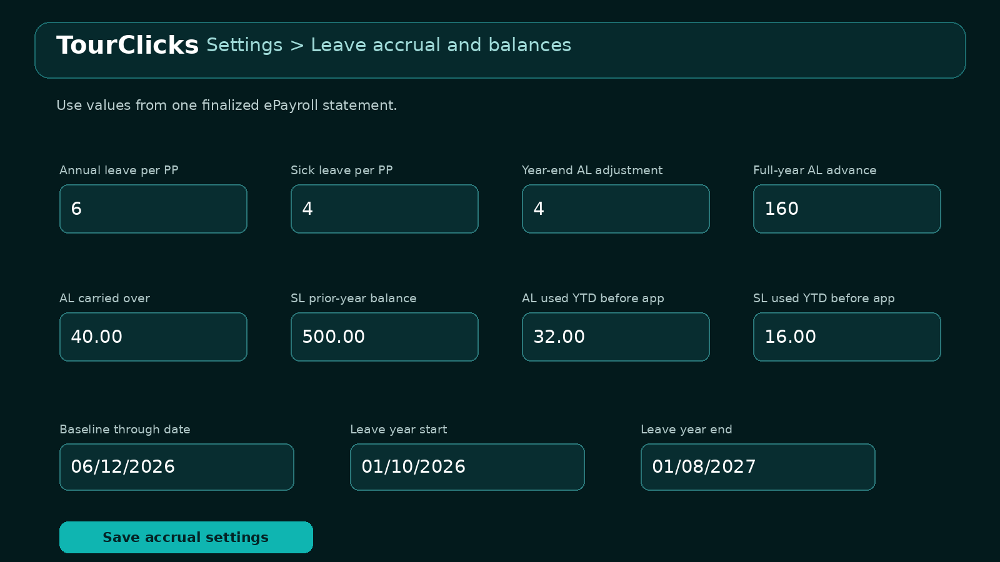 TourClicks Settings > Leave accrual and balances
Use values from one finalized ePayroll statement.
Annual leave per PP
6
Sick leave per PP
4
Year-end AL adjustment
4
Full-year AL advance
160
AL carried over
40.00
SL prior-year balance
500.00
AL used YTD before app
32.00
SL used YTD before app
16.00
Baseline through date
06/12/2026
Leave year start
01/10/2026
Leave year end
01/08/2027
Save accrual settings